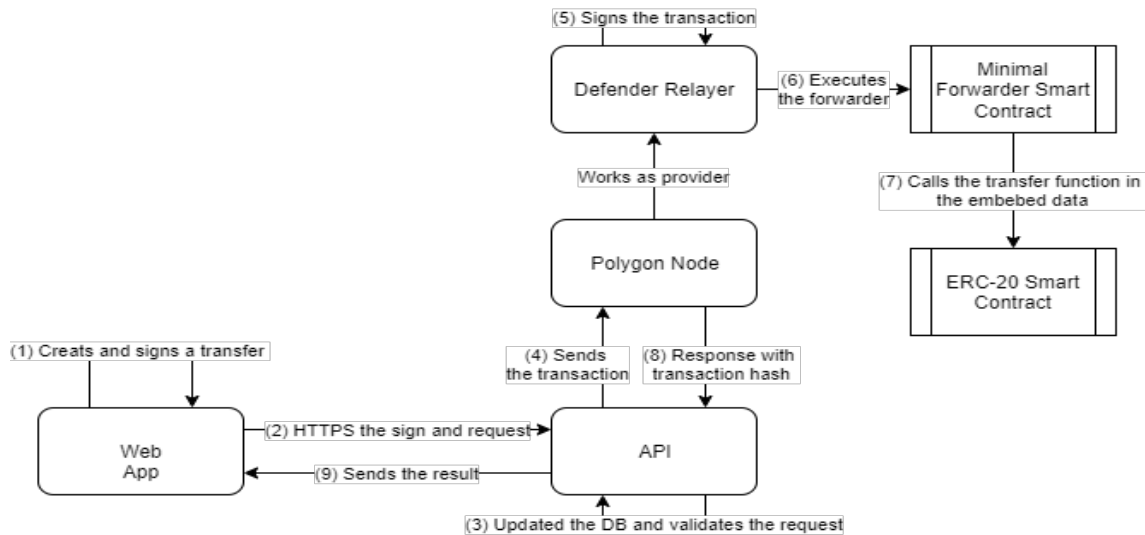 (5) Signs the transaction
Defender Relayer
(6) Executes
the forwarder
Minimal
Forwarder Smart
Contract
Works as provider
(7) Calls the transfer function in
the embebed data
Polygon Node
ERC-20 Smart
Contract
(1) Creats and signs a transfer
(4) Sends
the transaction
(8) Response with
transaction hash
Web
App
(2) HTTPS the sign and request
API
(9) Sends the result
(3) Updated the DB and validates the request